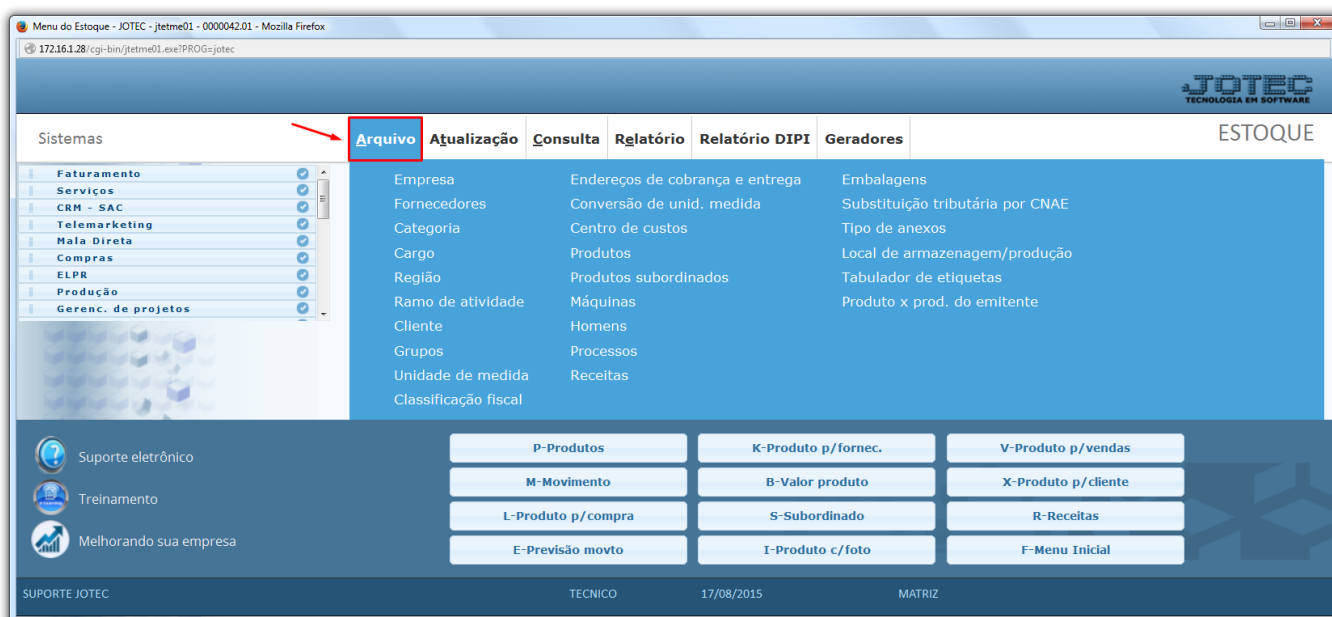 Menu do Estoque - JOTEC - jtetme01 - 0000042.01 - Mozilla Firefox
172.16.1.28/cgi-bin/jtetme01.exe?PROG=jotec
JOTEC
TECNOLOGIA EM SOFTWARE
Sistemas
Arquivo Atualização Consulta Relatório Relatório DIPI Geradores
ESTOQUE
Faturamento
Serviços
CRM - SAC
Telemarketing
Mala Direta
Compras
ELPR
Produção
Gerenc. de projetos
Empresa
Fornecedores
Categoria
Cargo
Região
Ramo de atividade
Cliente
Grupos
Unidade de medida
Classificação fiscal
Endereços de cobrança e entrega
Conversão de unid. medida
Centro de custos
Produtos
Produtos subordinados
Máquinas
Homens
Processos
Receitas
Embalagens
Substituição tributária por CNAE
Tipo de anexos
Local de armazenagem/produção
Tabulador de etiquetas
Produto x prod. do emitente
Suporte eletrônico
Treinamento
Melhorando sua empresa
P-Produtos K-Produto p/fornec. V-Produto p/vendas
M-Movimento B-Valor produto X-Produto p/cliente
L-Produto p/compra S-Subordinado R-Receitas
E-Previsão movto I-Produto c/foto F-Menu Inicial
SUPORTE JOTEC TECNICO 17/08/2015 MATRIZ